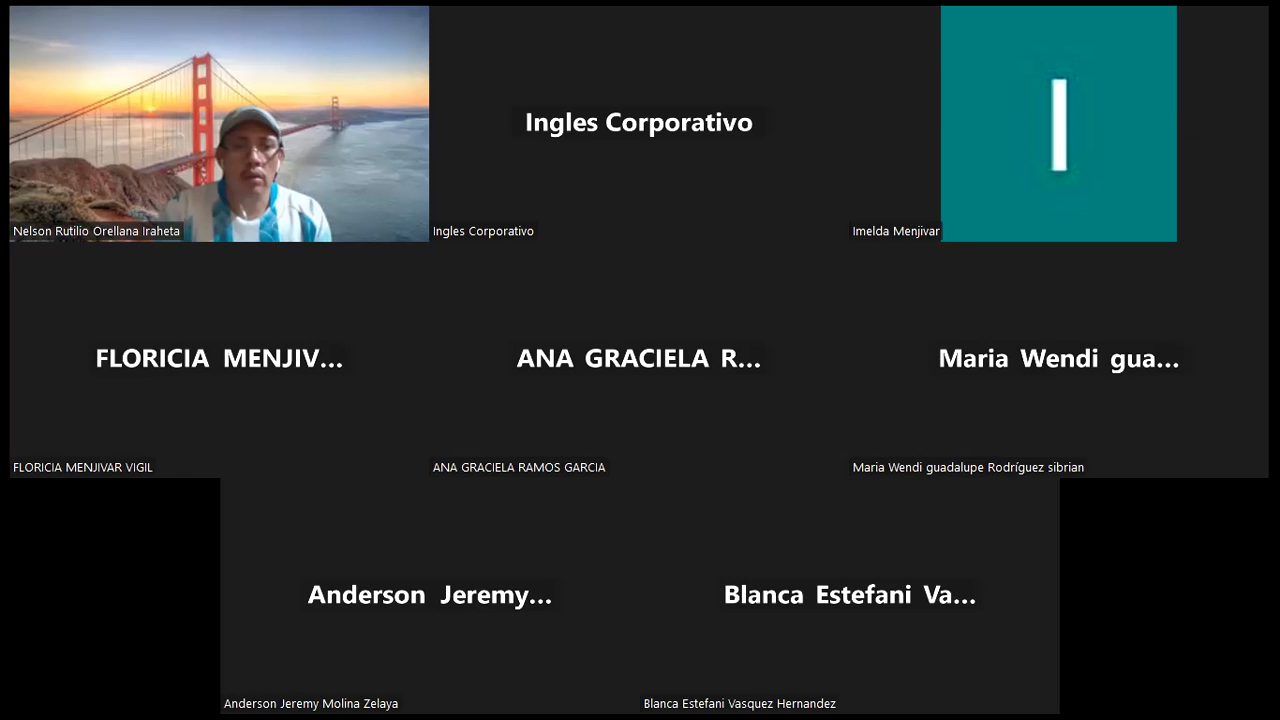 Nelson Rutilio Orellana Iraheta
Ingles Corporativo
Ingles Corporativo
I
Imelda Menjivar
FLORICIA MENJIV...
FLORICIA MENJIVAR VIGIL
ANA GRACIELA R...
ANA GRACIELA RAMOS GARCIA
Maria Wendi gua...
Maria Wendi guadalupe Rodríguez sibrian
Anderson Jeremy...
Anderson Jeremy Molina Zelaya
Blanca Estefani Va...
Blanca Estefani Vasquez Hernandez